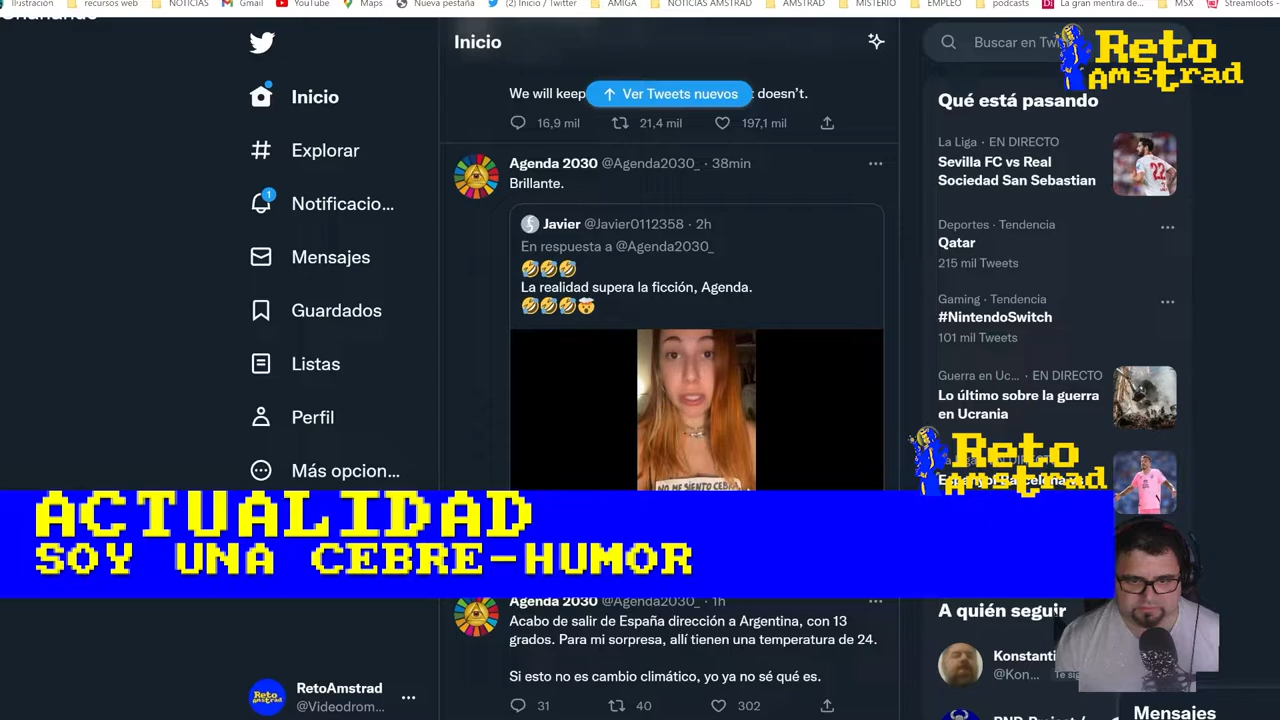 Ilustración
recursos web
NOTICIAS
Gmail
YouTube
Maps
Nueva pestaña
(2) Inicio / Twitter
AMIGA
NOTICIAS AMSTRAD
AMSTRAD
MISTERIO
EMPLEO
podcasts
La gran mentira de...
MSX
Streamloots -
Inicio
Explorar
1
Notificacio...
Mensajes
Guardados
Listas
Perfil
Más opcion...
RetoAmstrad
@Videodrom...
Inicio
We will keep
Ver Tweets nuevos
doesn't.
16,9 mil
21,4 mil
197,1 mil
Agenda 2030 @Agenda2030_ · 38min
Brillante.
Javier @Javier0112358 · 2h
En respuesta a @Agenda2030_
🤣🤣🤣
La realidad supera la ficción, Agenda.
🤣🤣🤣🤯
NO ME SIENTO CEBRA
ACTUALIDAD
SOY UNA CEBRE-HUMOR
Agenda 2030 @Agenda2030_ · 1h
Acabo de salir de España dirección a Argentina, con 13
grados. Para mi sorpresa, allí tienen una temperatura de 24.
Si esto no es cambio climático, yo ya no sé qué es.
31
40
302
Buscar en Tw
Reto
Amstrad
Qué está pasando
La Liga · EN DIRECTO
Sevilla FC vs Real
Sociedad San Sebastian
Deportes · Tendencia
Qatar
215 mil Tweets
Gaming · Tendencia
#NintendoSwitch
101 mil Tweets
Guerra en Uc... · EN DIRECTO
Lo último sobre la guerra
en Ucrania
Reto
Amstrad
A quién seguir
Konstanti
@Kon
Te sig
Mensajes